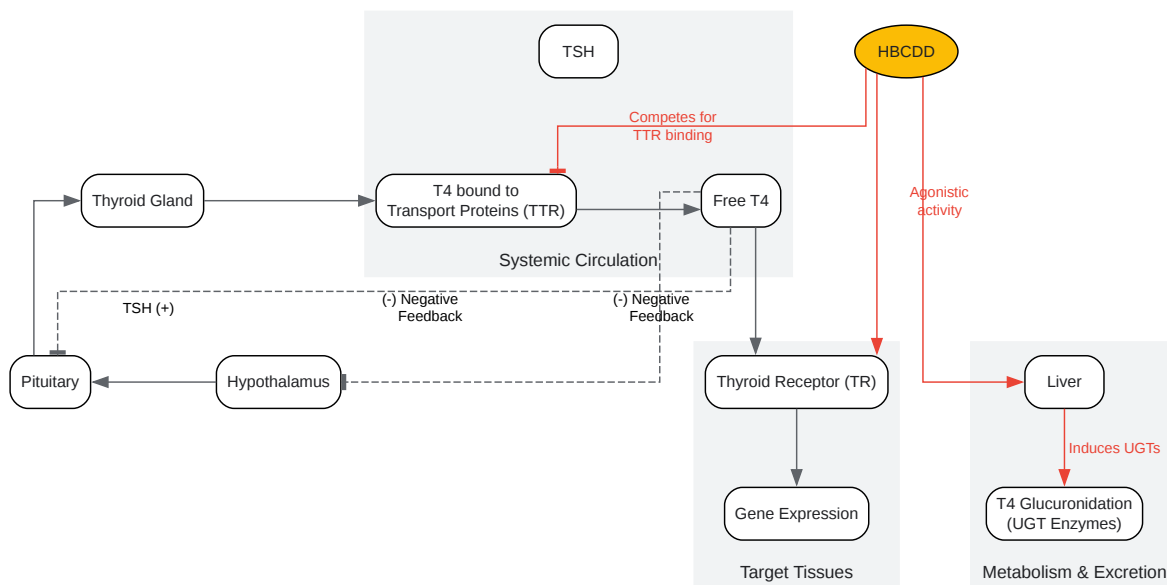 TSH
HBCDD
Competes for
TTR binding
Thyroid Gland
T4 bound to
Transport Proteins (TTR)
Free T4
Agonistic
activity
Systemic Circulation
TSH (+)
(-) Negative
Feedback
(-) Negative
Feedback
Pituitary
Hypothalamus
Thyroid Receptor (TR)
Liver
Induces UGTs
Gene Expression
T4 Glucuronidation
(UGT Enzymes)
Target Tissues
Metabolism & Excretion